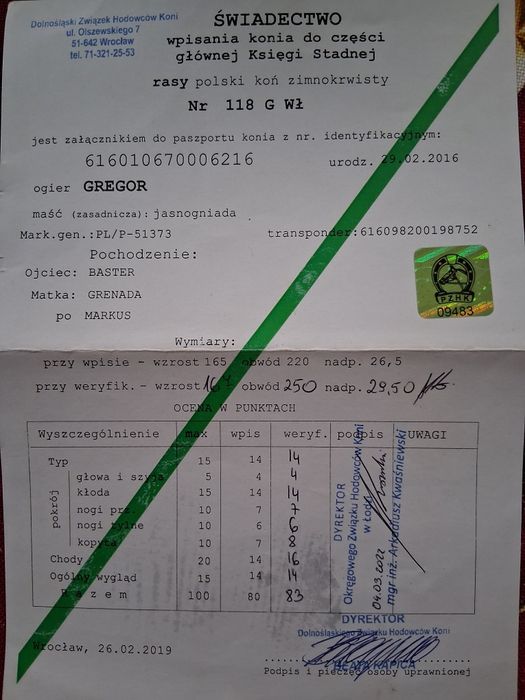 Dolnośląski Związek Hodowców Koni
ul. Olszewskiego 7
51-642 Wrocław
tel. 71-321-25-53
ŚWIADECTWO
wpisania konia do części
głównej Księgi Stadnej
rasy polski koń zimnokrwisty
Nr 118 G WŁ
jest załącznikiem do paszportu konia z nr. identyfikacyjnym:
616010670006216 urodz. 29.02.2016
ogier GREGOR
maść (zasadnicza): jasnogniada
Mark.gen.:PL/P-51373 transponder:616098200198752
Pochodzenie:
Ojciec: BASTER
Matka: GRENADA
po MARKUS
PZHK
09483
Wymiary:
przy wpisie - wzrost 165 obwód 220 nadp. 26,5
przy weryfik. - wzrost 167 obwód 250 nadp. 29,50
OCENA W PUNKTACH
Wyszczególnienie max wpis weryf. podpis UWAGI
Typ 15 14 14
pokrój
głowa i szyja 5 4 4
kłoda 15 14 14
nogi prz. 10 7 7
nogi tylne 10 6 6
kopyta 10 7 8
Chody 20 14 16
Ogólny wygląd 15 14 14
R a z e m 100 80 83
DYREKTOR
Okręgowego Związku Hodowców Koni
w Łodzi
04.03.2022
mgr inż. Arkadiusz Kwaśniewski
DYREKTOR
Dolnośląskiego Związku Hodowców Koni
BEATA KAPICA
Wrocław, 26.02.2019
Podpis i pieczęć osoby uprawnionej